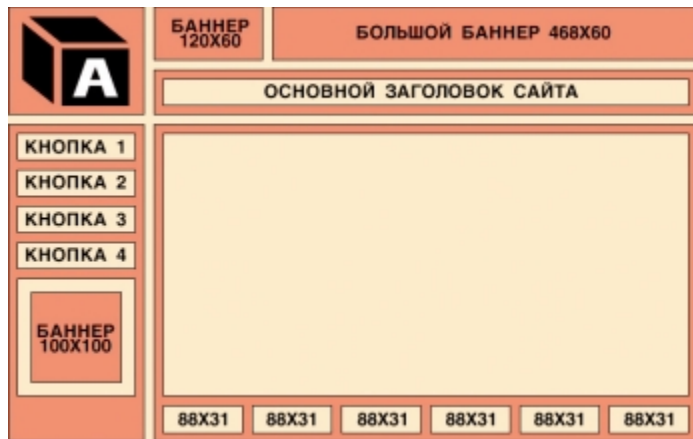 A
БАННЕР
120X60
БОЛЬШОЙ БАННЕР 468X60
ОСНОВНОЙ ЗАГОЛОВОК САЙТА
КНОПКА 1
КНОПКА 2
КНОПКА 3
КНОПКА 4
БАННЕР
100X100
88X31
88X31
88X31
88X31
88X31
88X31